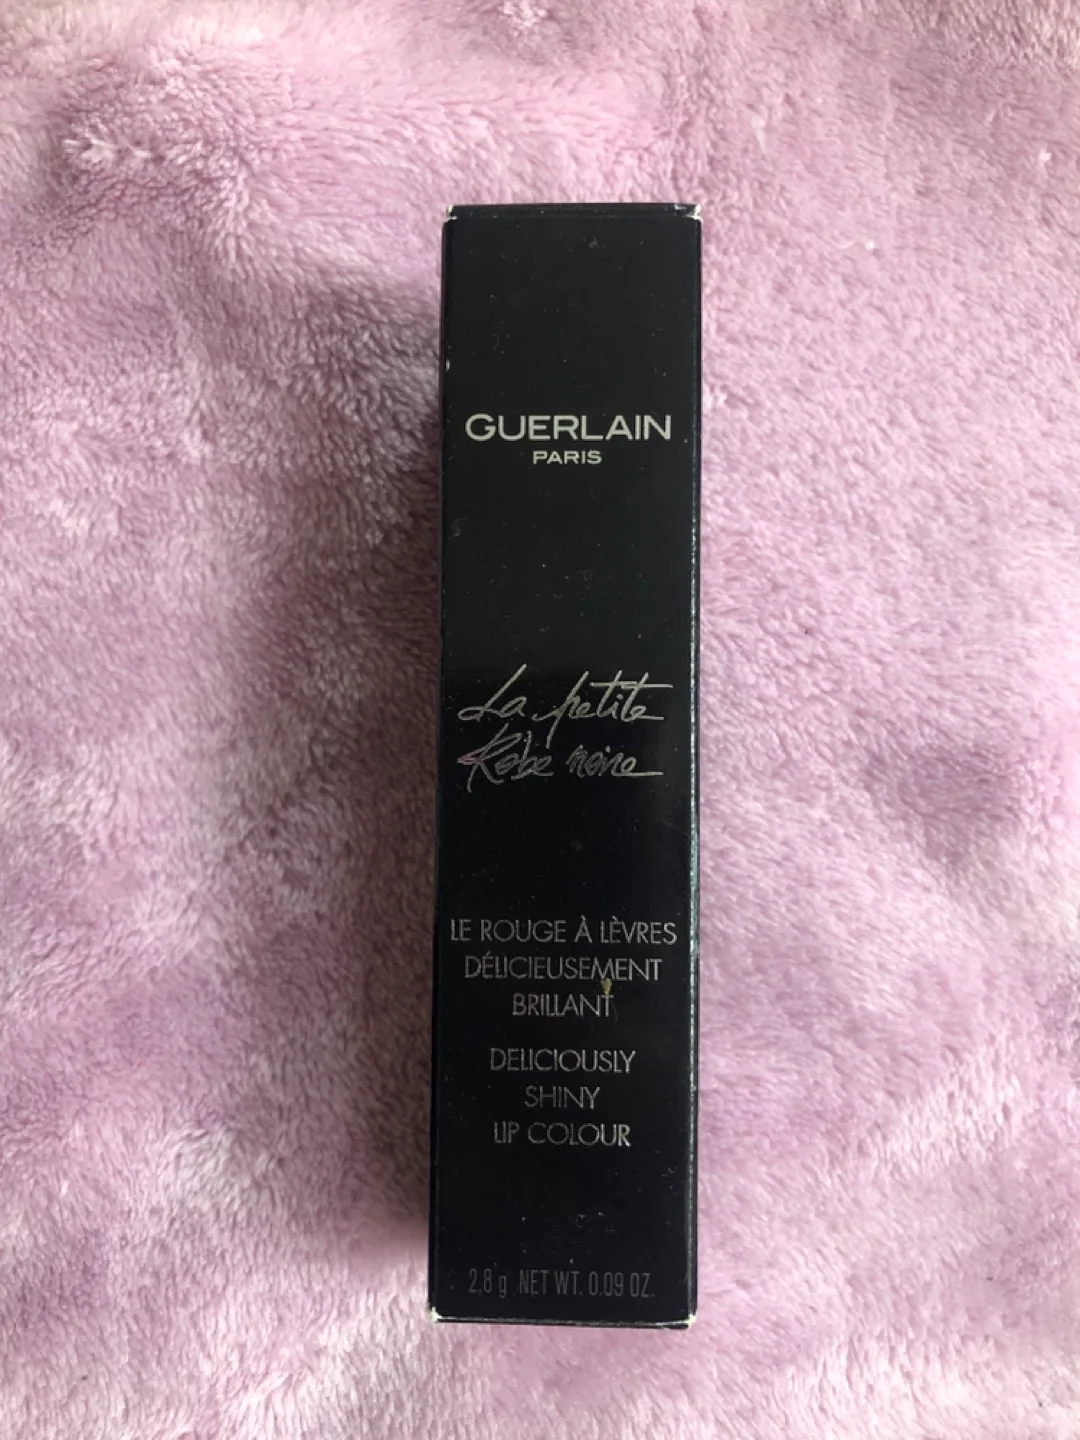 GUERLAIN
PARIS
La petite
Robe noire
LE ROUGE À LÈVRES
DÉLICIEUSEMENT
BRILLANT
DELICIOUSLY
SHINY
LIP COLOUR
2.8 g NET WT. 0.09 OZ.